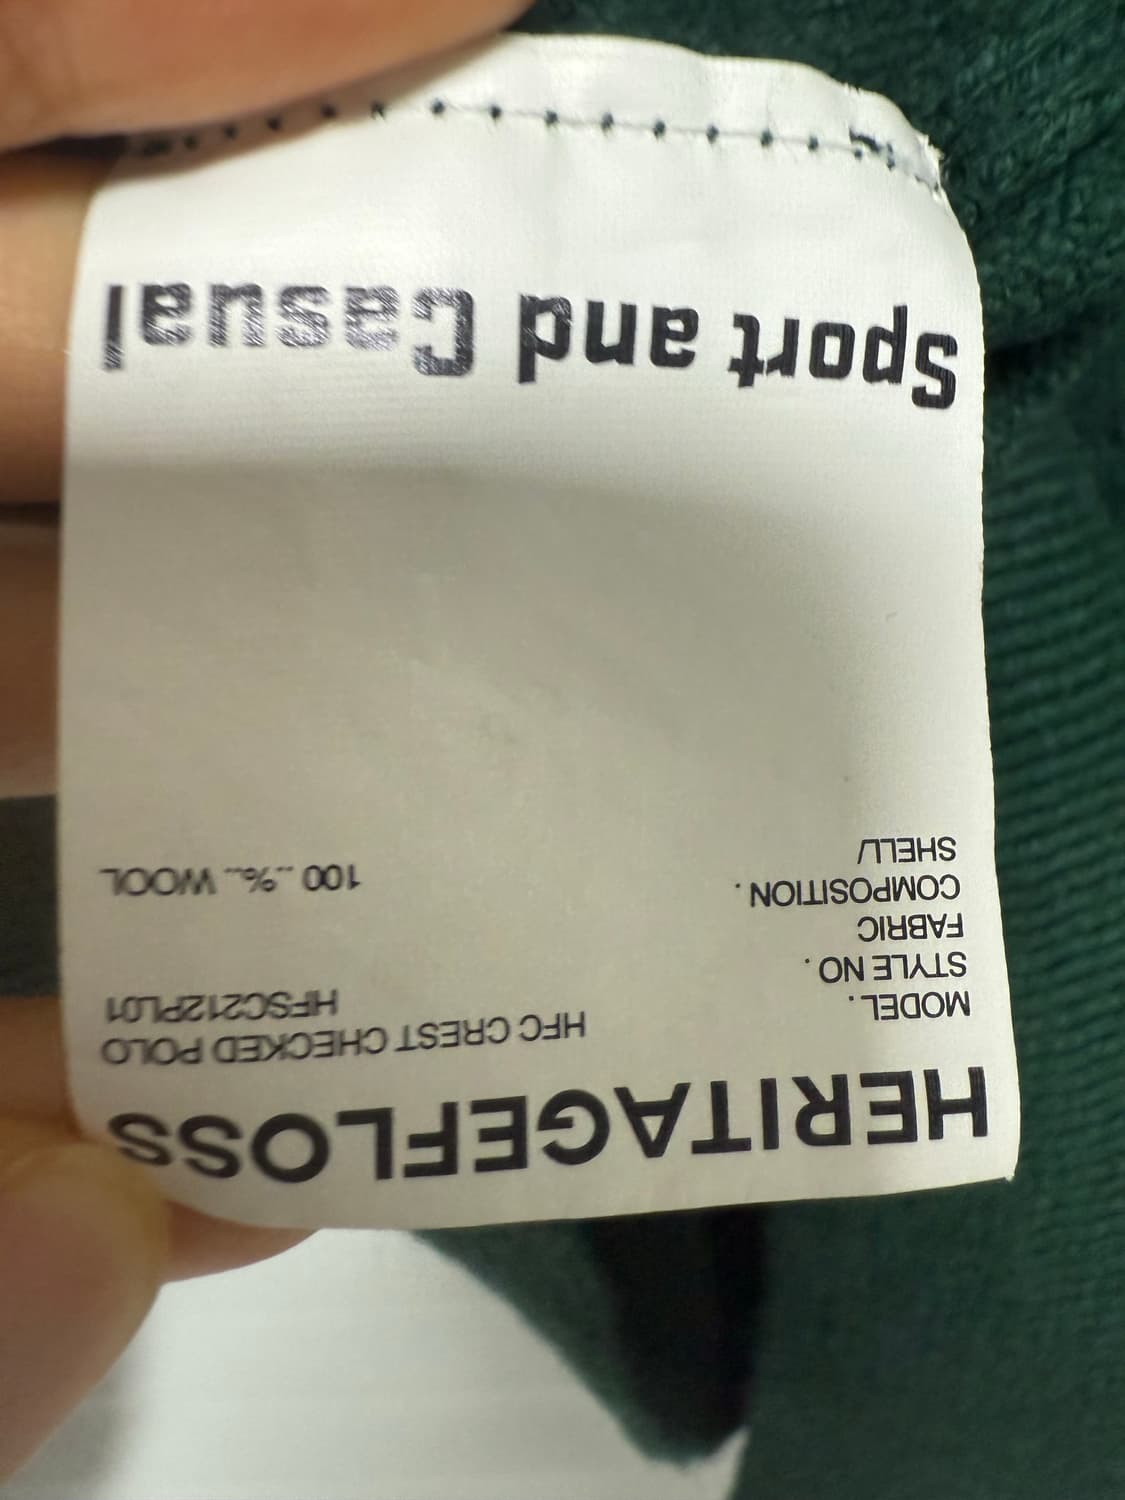 HERITAGEFLOSS
MODEL. HFC CREST CHECKED POLO
STYLE NO. HFSC212PL01
FABRIC
COMPOSITION.
SHELL/ 100 ..%.. WOOL
Sport and Casual